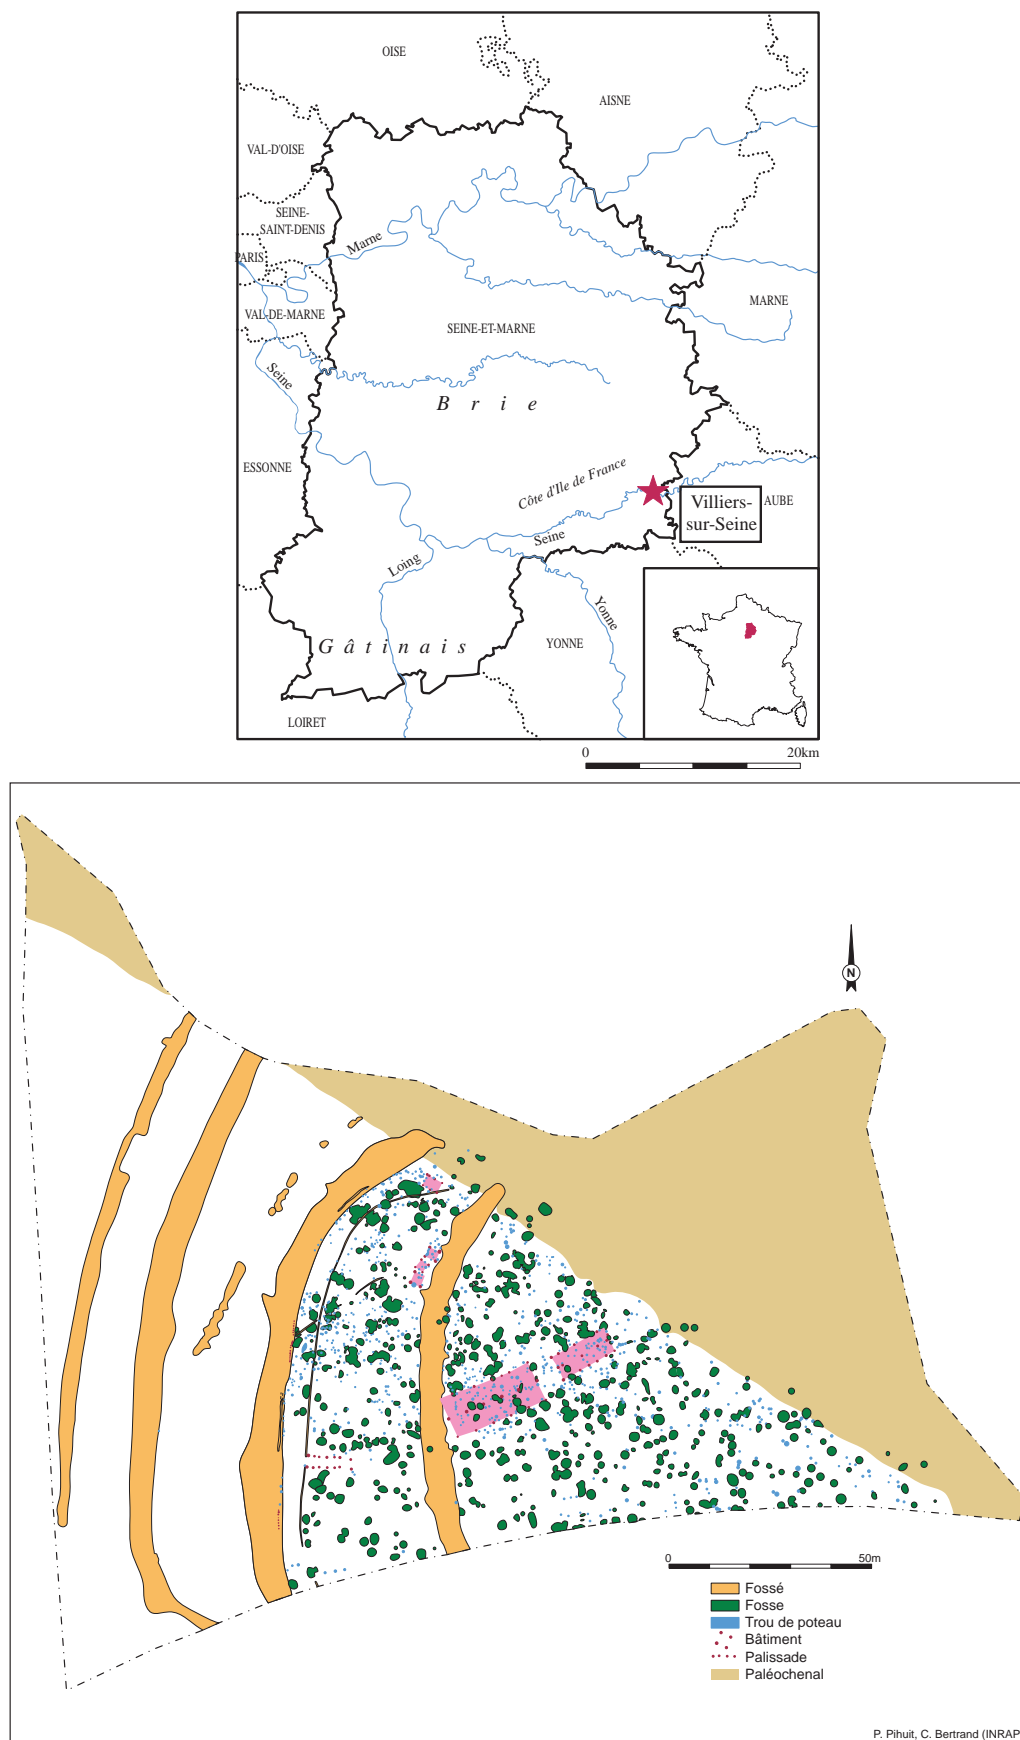 OISE
AISNE
VAL-D'OISE
SEINE-
SAINT-DENIS
Marne
PARIS
MARNE
VAL-DE-MARNE
SEINE-ET-MARNE
Seine
Brie
ESSONNE
Côte d'Ile de France
Villiers-
sur-Seine
AUBE
Seine
Loing
Yonne
Gâtinais
YONNE
LOIRET
0 20km
N
0 50m
Fossé
Fosse
Trou de poteau
Bâtiment
Palissade
Paléochenal
P. Pihuit, C. Bertrand (INRAP